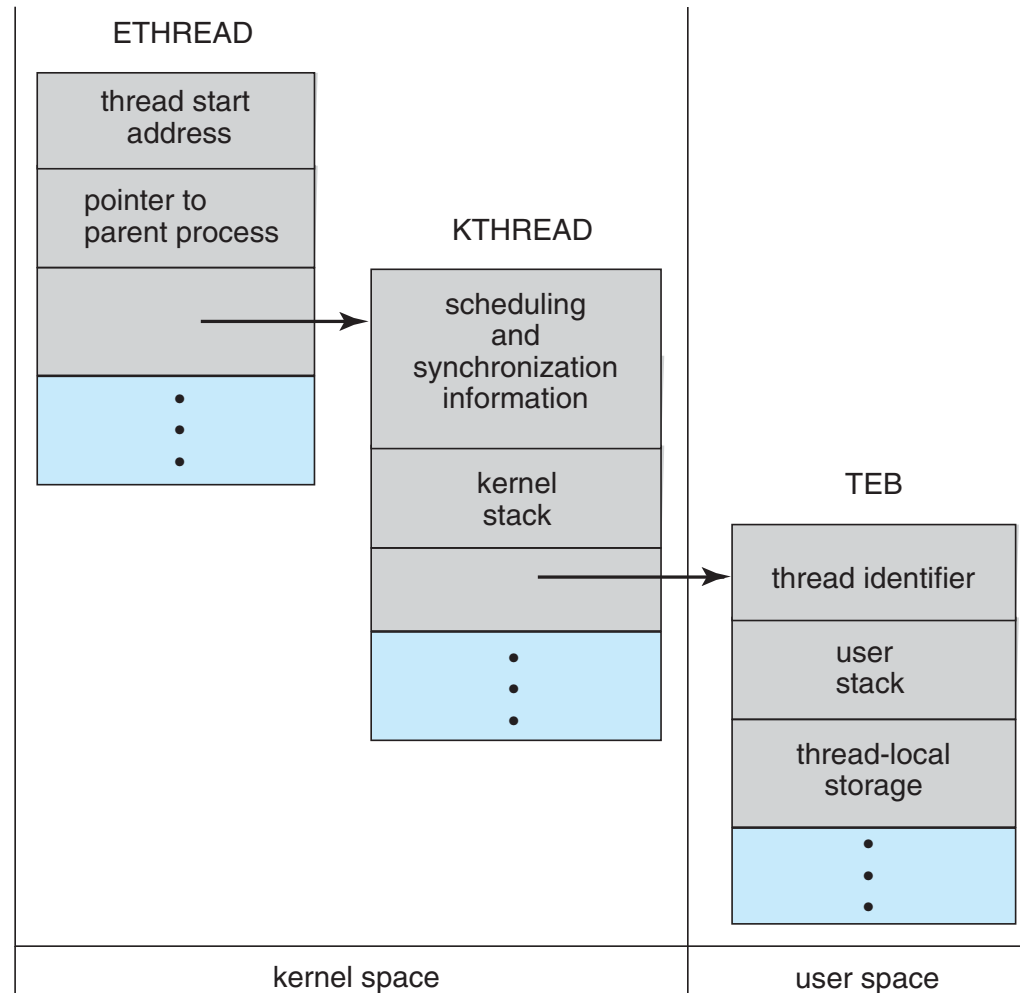 ETHREAD
thread start
address
pointer to
parent process
KTHREAD
scheduling
and
synchronization
information
kernel
stack
TEB
thread identifier
user
stack
thread-local
storage
kernel space
user space